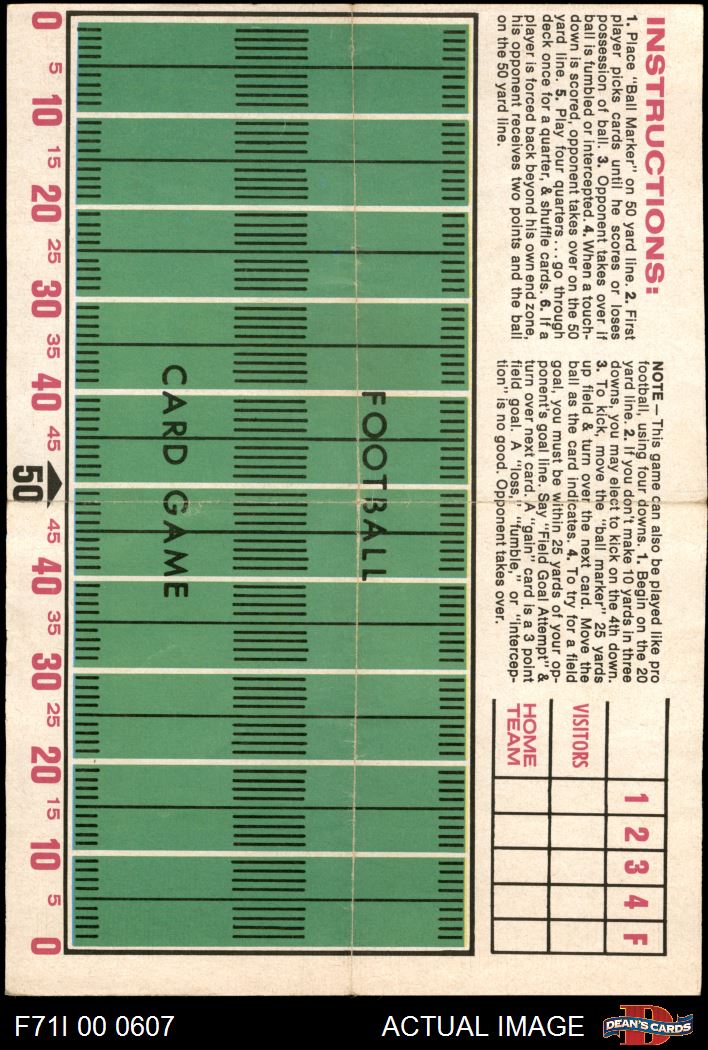 INSTRUCTIONS:
1. Place "Ball Marker" on 50 yard line. 2. First
player picks cards until he scores or loses
possession of ball. 3. Opponent takes over if
ball is fumbled or intercepted. 4. When a touch-
down is scored, opponent takes over on the 50
yard line. 5. Play four quarters... go through
deck once for a quarter, & shuffle cards. 6. If a
player is forced back beyond his own end zone,
his opponent receives two points and the ball
on the 50 yard line.
NOTE — This game can also be played like pro
football, using four downs. 1. Begin on the 20
yard line. 2. If you don't make 10 yards in three
downs, you may elect to kick on the 4th down.
3. To kick, move the "ball marker" 25 yards
up field & turn over the next card. Move the
ball as the card indicates. 4. To try for a field
goal, you must be within 25 yards of your op-
ponent's goal line. Say "Field Goal Attempt" &
turn over next card. A "gain" card is a 3 point
field goal. A "loss," "fumble," or "intercep-
tion" is no good. Opponent takes over.
1 2 3 4 F
VISITORS
HOME
TEAM
FOOTBALL
CARD GAME
0 5 10 15 20 25 30 35 40 45 50 45 40 35 30 25 20 15 10 5 0
F71I 00 0607
ACTUAL IMAGE
D
DEAN'S CARDS